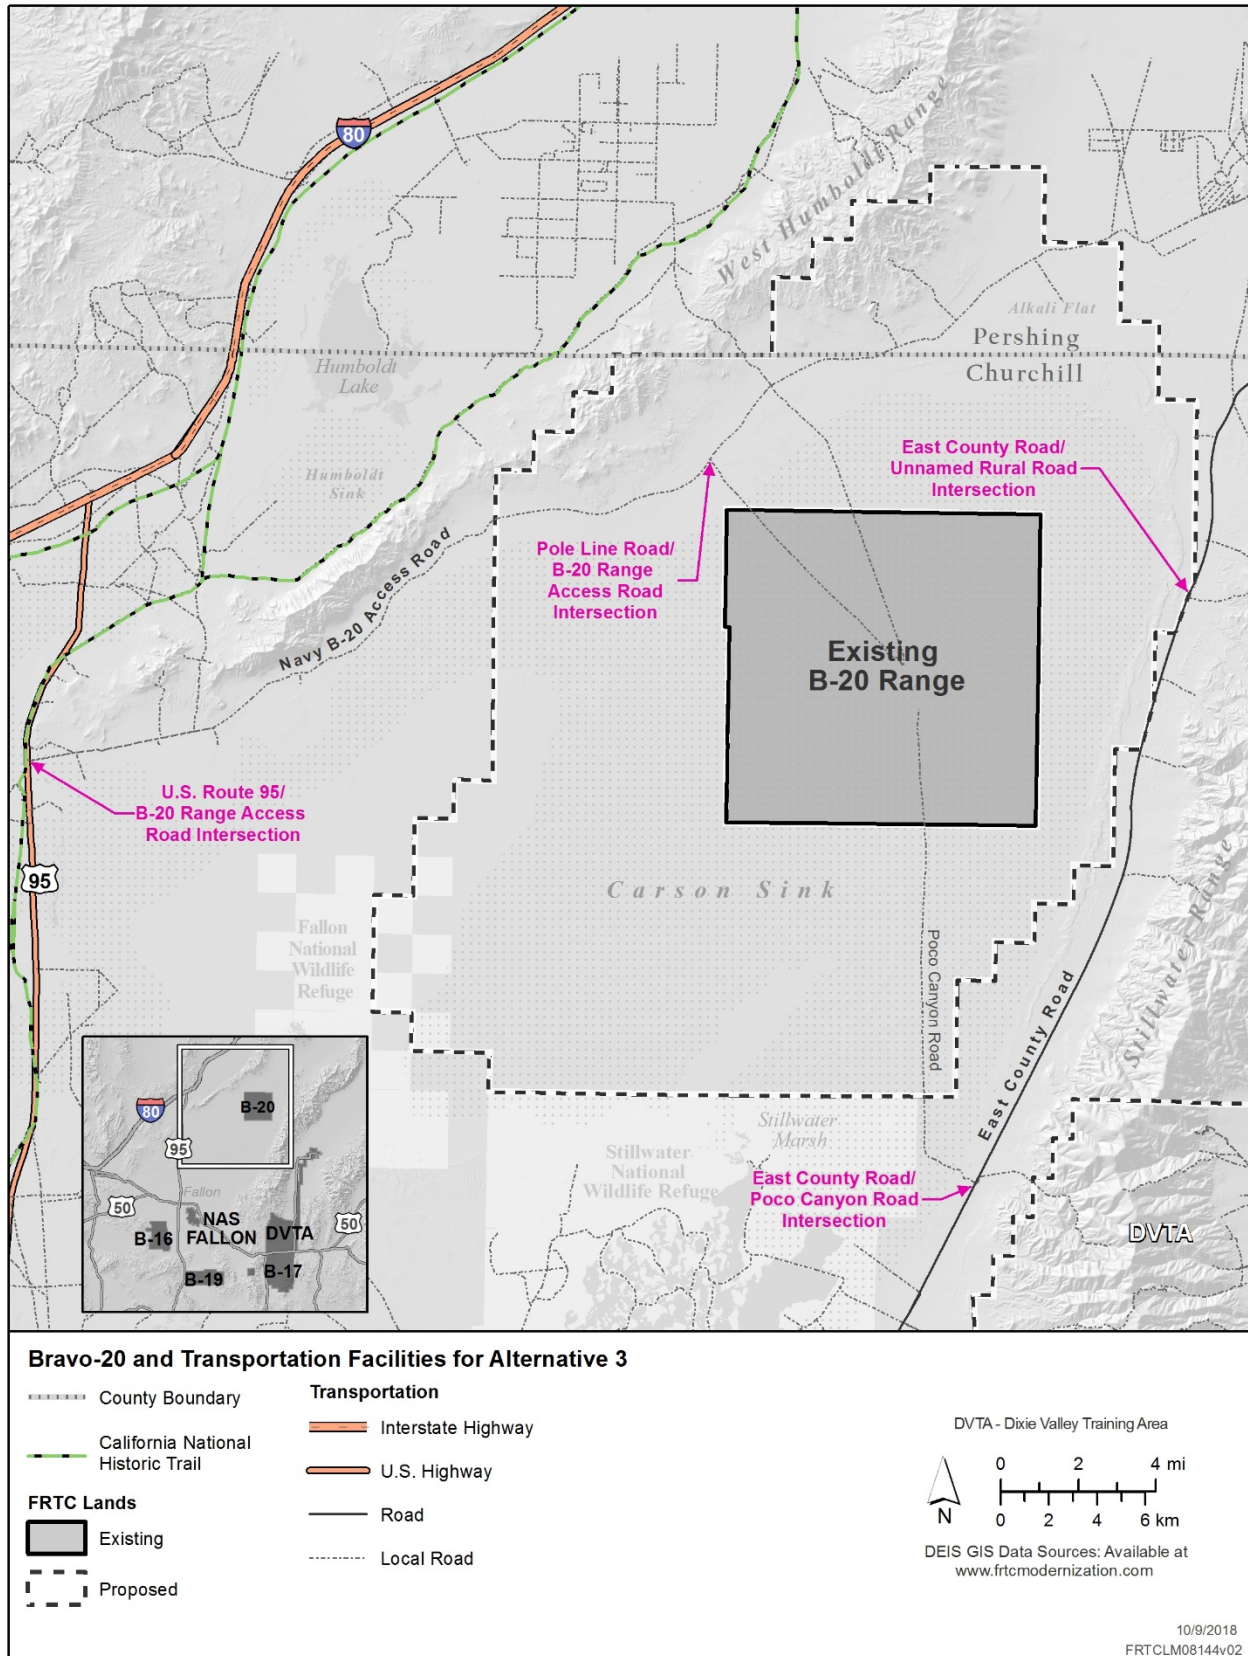 80
West Humboldt Range
Alkali Flat
Pershing
Churchill
Humboldt
Lake
East County Road/
Unnamed Rural Road
Intersection
Humboldt
Sink
Pole Line Road/
B-20 Range
Access Road
Intersection
Navy B-20 Access Road
Existing
B-20 Range
U.S. Route 95/
B-20 Range Access
Road Intersection
95
Carson Sink
Stillwater Range
Fallon
National
Wildlife
Refuge
Poco Canyon Road
East County Road
Stillwater
Marsh
Stillwater
National
Wildlife Refuge
East County Road/
Poco Canyon Road
Intersection
DVTA
80
B-20
95
Fallon
50
NAS
FALLON
B-16
DVTA
50
B-19
B-17
Bravo-20 and Transportation Facilities for Alternative 3
County Boundary
California National
Historic Trail
FRTC Lands
Existing
Proposed
Transportation
Interstate Highway
U.S. Highway
Road
Local Road
DVTA - Dixie Valley Training Area
N
0 2 4 mi
0 2 4 6 km
DEIS GIS Data Sources: Available at
www.frtcmodernization.com
10/9/2018
FRTCLM08144v02